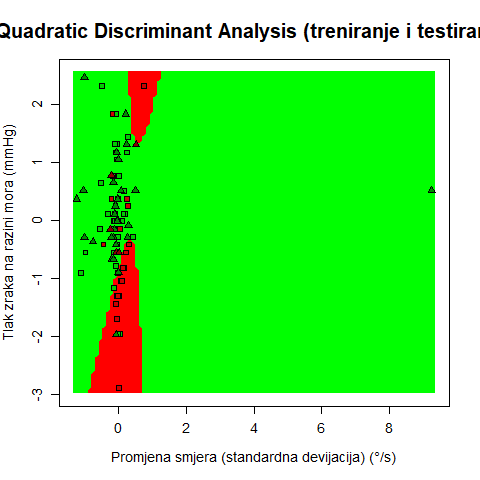 Quadratic Discriminant Analysis (treniranje i testiran
Tlak zraka na razini mora (mmHg)
2
1
0
-1
-2
-3
0 2 4 6 8
Promjena smjera (standardna devijacija) (°/s)